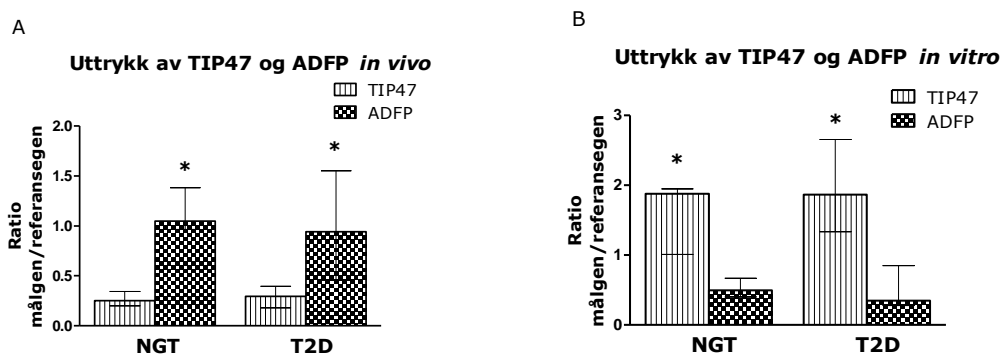 A
Uttrykk av TIP47 og ADFP in vivo
TIP47
ADFP
Ratio
målgen/referansegen
2.0
1.5
1.0
0.5
0.0
*
*
NGT
T2D
B
Uttrykk av TIP47 og ADFP in vitro
TIP47
ADFP
Ratio
målgen/referansegen
3
2
1
0
*
*
NGT
T2D